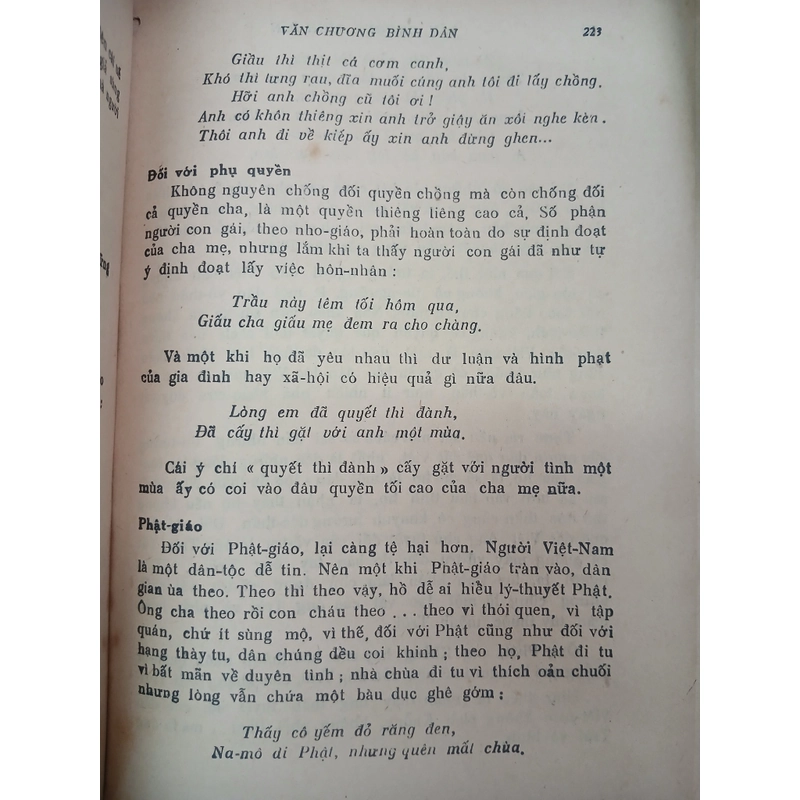 VĂN CHƯƠNG BÌNH DÂN 223
Giầu thì thịt cá cơm canh,
Khó thì lưng rau, đĩa muối cúng anh tôi đi lấy chồng.
Hỡi anh chồng cũ tôi ơi !
Anh có khôn thiêng xin anh trở giậy ăn xôi nghe kèn.
Thôi anh đi về kiếp ấy xin anh đừng ghen...
Đối với phụ quyền
Không nguyên chống đối quyền chồng mà còn chống đối
cả quyền cha, là một quyền thiêng liêng cao cả, Số phận
người con gái, theo nho-giáo, phải hoàn toàn do sự định đoạt
của cha mẹ, nhưng lắm khi ta thấy người con gái đã như tự
ý định đoạt lấy việc hôn-nhân :
Trầu này têm tối hôm qua,
Giấu cha giấu mẹ đem ra cho chàng.
Và một khi họ đã yêu nhau thì dư luận và hình phạt
của gia đình hay xã-hội có hiệu quả gì nữa đâu.
Lòng em đã quyết thì đành,
Đã cấy thì gặt với anh một mùa.
Cái ý chí « quyết thì đành » cấy gặt với người tình một
mùa ấy có coi vào đâu quyền tối cao của cha mẹ nữa.
Phật-giáo
Đối với Phật-giáo, lại càng tệ hại hơn. Người Việt-Nam
là một dân-tộc dễ tin. Nên một khi Phật-giáo tràn vào, dân
gian ùa theo. Theo thì theo vậy, hồ dễ ai hiểu lý-thuyết Phật.
Ông cha theo rồi con cháu theo . . . theo vì thói quen, vì tập
quán, chứ ít sùng mộ, vì thế, đối với Phật cũng như đối với
hạng thày tu, dân chúng đều coi khinh ; theo họ, Phật đi tu
vì bất mãn về duyên tình ; nhà chùa đi tu vì thích oản chuối
nhưng lòng vẫn chứa một bàu dục ghê gớm :
Thấy cô yếm đỏ răng đen,
Na-mô di Phật, nhưng quên mất chùa.